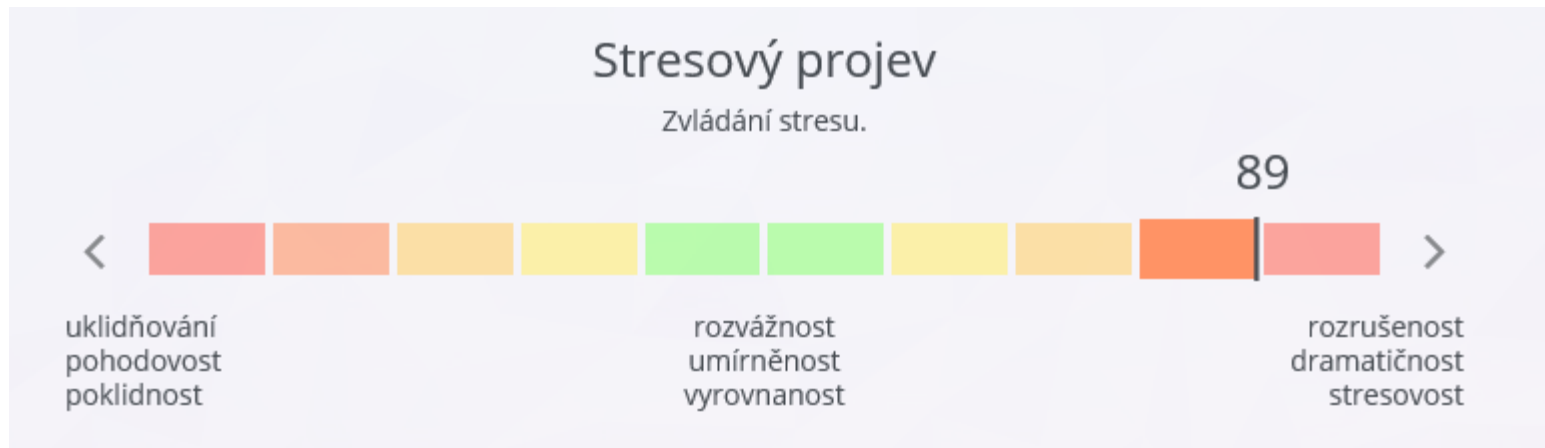 Stresový projev
Zvládání stresu.
89
uklidňování
pohodovost
poklidnost
rozvážnost
umírněnost
vyrovnanost
rozrušenost
dramatičnost
stresovost